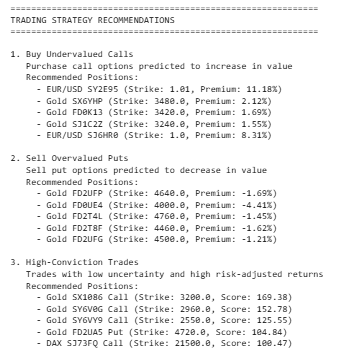 ============================================================
TRADING STRATEGY RECOMMENDATIONS
============================================================
1. Buy Undervalued Calls
Purchase call options predicted to increase in value
Recommended Positions:
- EUR/USD SY2E95 (Strike: 1.01, Premium: 11.18%)
- Gold SX6YHP (Strike: 3480.0, Premium: 2.12%)
- Gold FD0K13 (Strike: 3420.0, Premium: 1.69%)
- Gold SJ1C2Z (Strike: 3240.0, Premium: 1.55%)
- EUR/USD SJ6HR0 (Strike: 1.0, Premium: 8.31%)
2. Sell Overvalued Puts
Sell put options predicted to decrease in value
Recommended Positions:
- Gold FD2UFP (Strike: 4640.0, Premium: -1.69%)
- Gold FD0UE4 (Strike: 4000.0, Premium: -4.41%)
- Gold FD2T4L (Strike: 4760.0, Premium: -1.45%)
- Gold FD2T8F (Strike: 4460.0, Premium: -1.62%)
- Gold FD2UFG (Strike: 4500.0, Premium: -1.21%)
3. High-Conviction Trades
Trades with low uncertainty and high risk-adjusted returns
Recommended Positions:
- Gold SX1086 Call (Strike: 3200.0, Score: 169.38)
- Gold SY6V0G Call (Strike: 2960.0, Score: 152.78)
- Gold SY6VY9 Call (Strike: 2550.0, Score: 125.55)
- Gold FD2UA5 Put (Strike: 4720.0, Score: 104.84)
- DAX SJ73FQ Call (Strike: 21500.0, Score: 100.47)